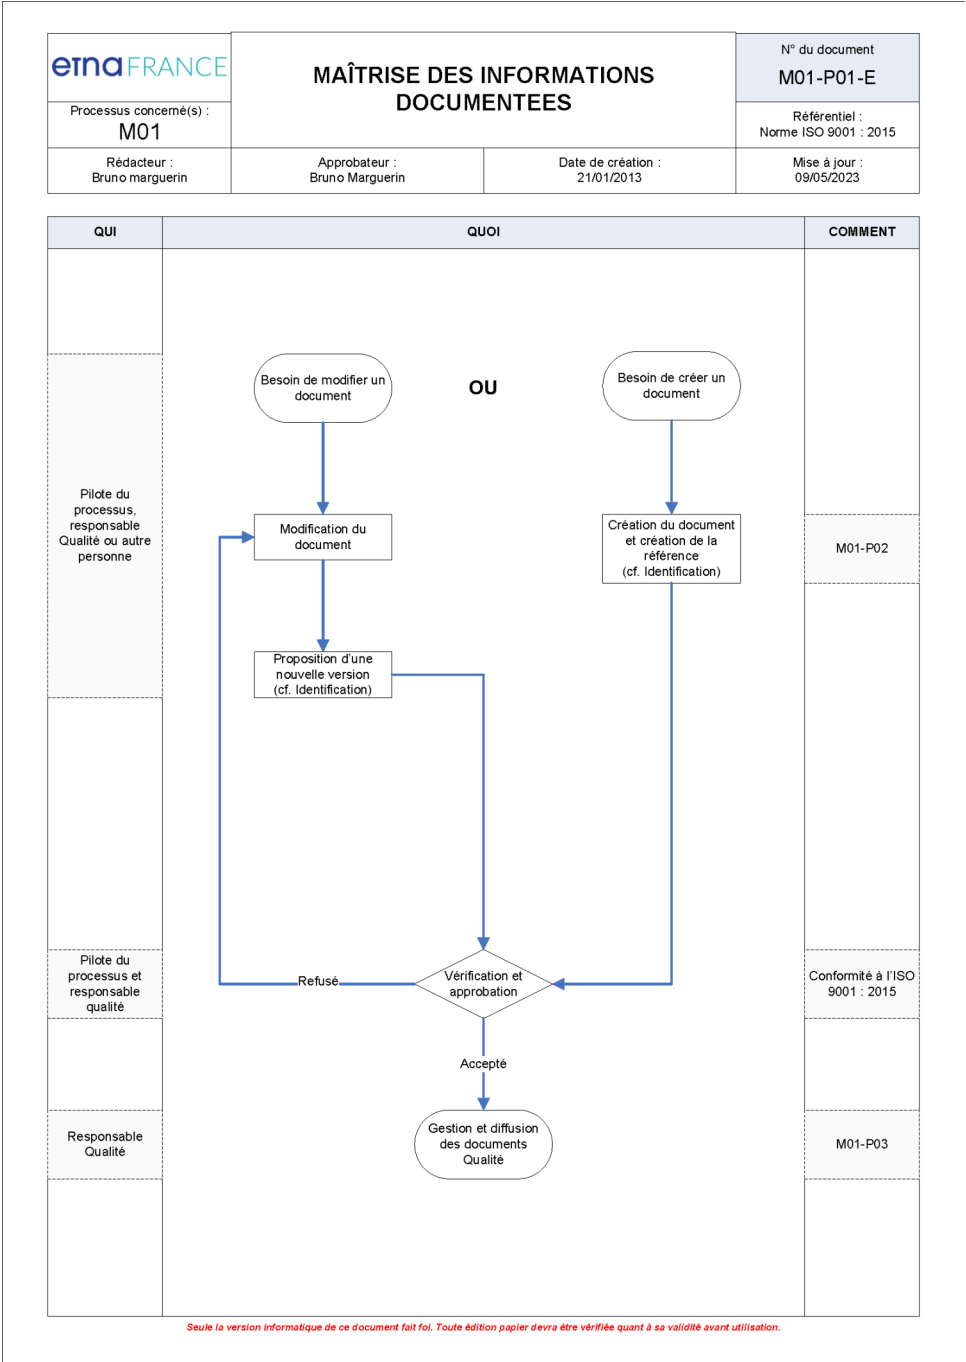 etna FRANCE
Processus concerné(s) :
M01
MAÎTRISE DES INFORMATIONS
DOCUMENTEES
N° du document
M01-P01-E
Référentiel :
Norme ISO 9001 : 2015
Rédacteur :
Bruno marguerin
Approbateur :
Bruno Marguerin
Date de création :
21/01/2013
Mise à jour :
09/05/2023
QUI
QUOI
COMMENT
Besoin de modifier un
document
OU
Besoin de créer un
document
Pilote du
processus,
responsable
Qualité ou autre
personne
Modification du
document
Création du document
et création de la
référence
(cf. Identification)
M01-P02
Proposition d'une
nouvelle version
(cf. Identification)
Pilote du
processus et
responsable
qualité
Refusé
Vérification et
approbation
Conformité à l'ISO
9001 : 2015
Accepté
Responsable
Qualité
Gestion et diffusion
des documents
Qualité
M01-P03
Seule la version informatique de ce document fait foi. Toute édition papier devra être vérifiée quant à sa validité avant utilisation.